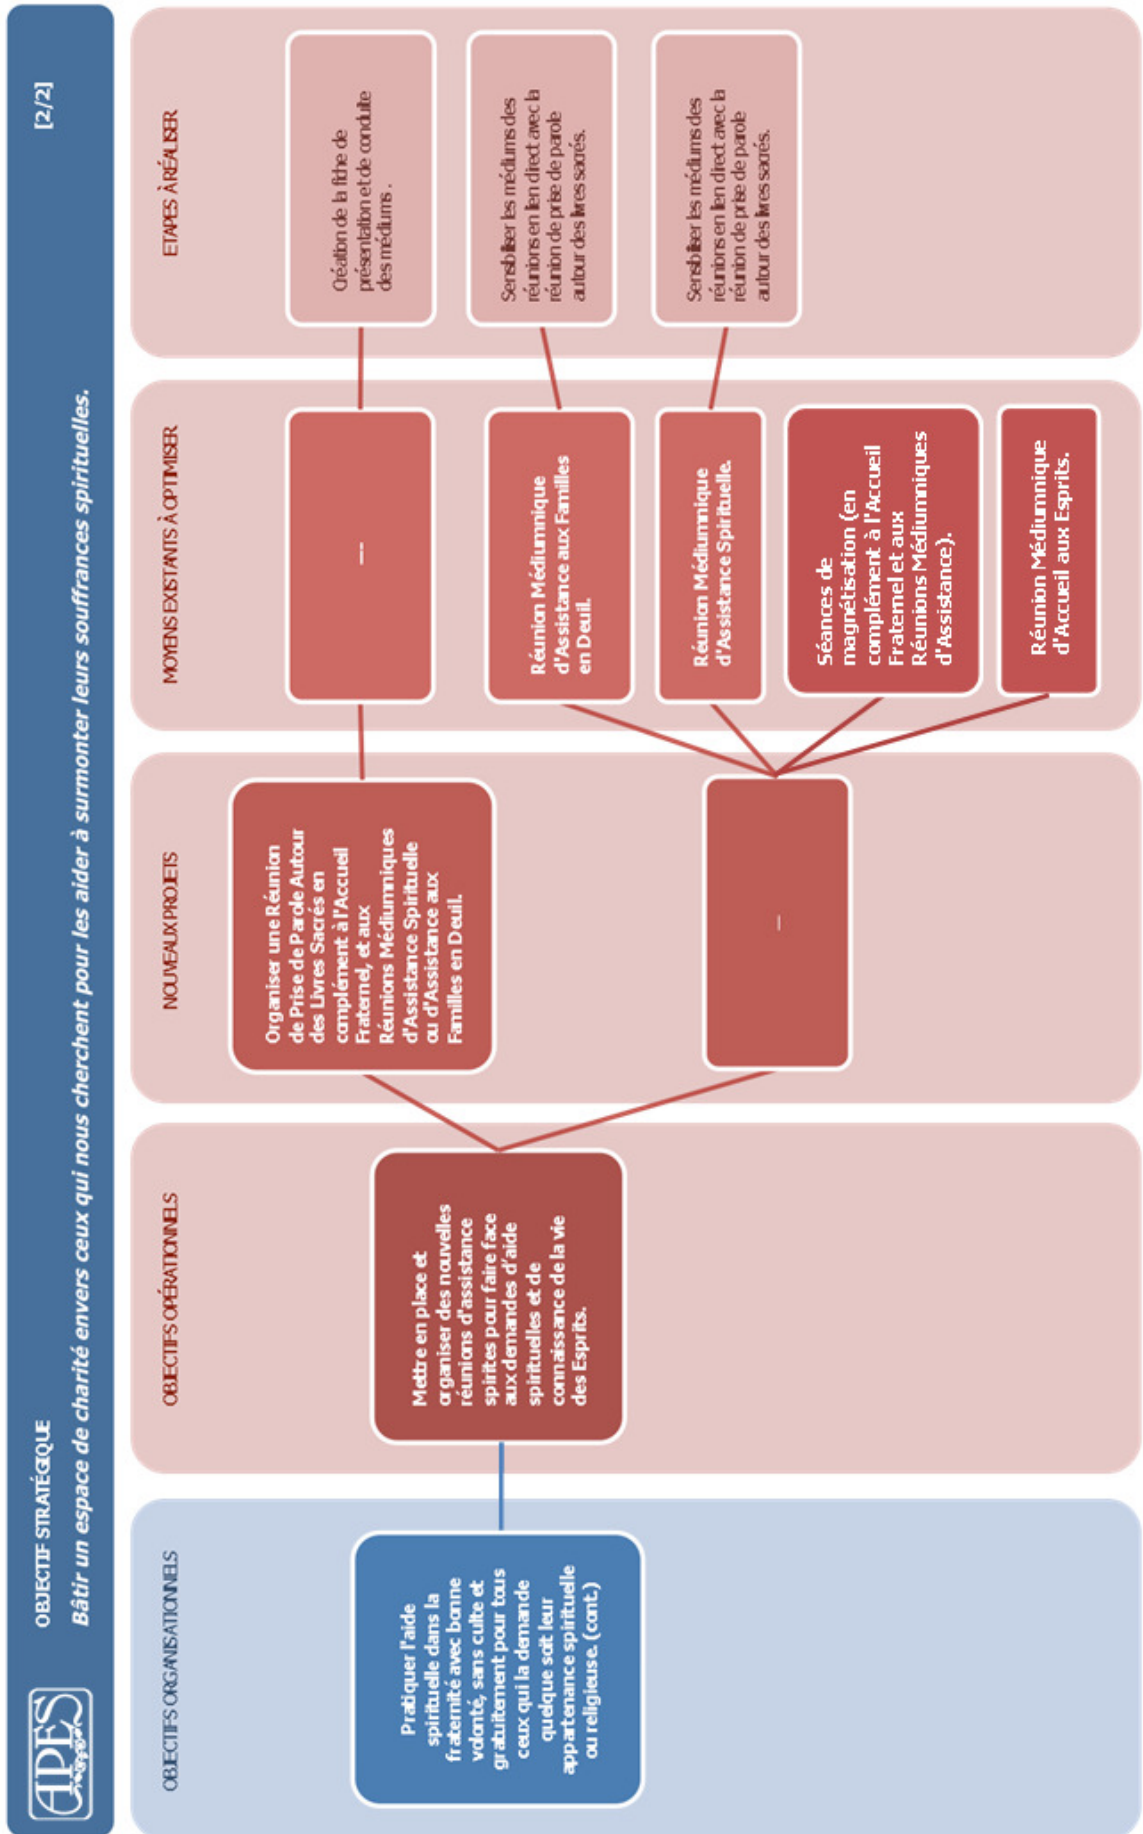 APES
OBJECTIF STRATÉGIQUE
[2/2]
Bâtir un espace de charité envers ceux qui nous cherchent pour les aider à surmonter leurs souffrances spirituelles.
OBJECTIFS ORGANISATIONNELS
Pratiquer l'aide
spirituelle dans la
fraternité avec bonne
volonté, sans culte et
gratuitement pour tous
ceux qui la demande
quelque soit leur
appartenance spirituelle
ou religieuse. (cont.)
OBJECTIFS OPÉRATIONNELS
Mettre en place et
organiser des nouvelles
réunions d'assistance
spirites pour faire face
aux demandes d'aide
spirituelles et de
connaissance de la vie
des Esprits.
NOUVEAUX PROJETS
Organiser une Réunion
de Prise de Parole Autour
des Livres Sacrés en
complément à l'Accueil
Fraternel, et aux
Réunions Médiumniques
d'Assistance Spirituelle
ou d'Assistance aux
Familles en Deuil.
...
MOYENS EXISTANTS À OPTIMISER
---
Réunion Médiumnique
d'Assistance aux Familles
en Deuil.
Réunion Médiumnique
d'Assistance Spirituelle.
Séances de
magnétisation (en
complément à l'Accueil
Fraternel et aux
Réunions Médiumniques
d'Assistance).
Réunion Médiumnique
d'Accueil aux Esprits.
ETAPES À RÉALISER
Création de la fiche de
présentation et de conduite
des médiums .
Sensibiliser les médiums des
réunions en lien direct avec la
réunion de prise de parole
autour des livres sacrés.
Sensibiliser les médiums des
réunions en lien direct avec la
réunion de prise de parole
autour des livres sacrés.